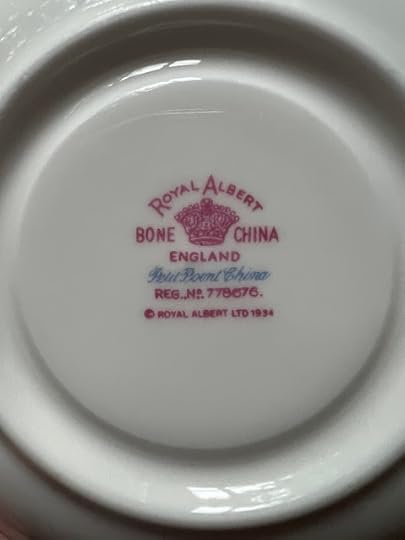 ROYAL ALBERT
BONE CHINA
ENGLAND
Petit Point China
REG., No. 778676.
© ROYAL ALBERT LTD 1934